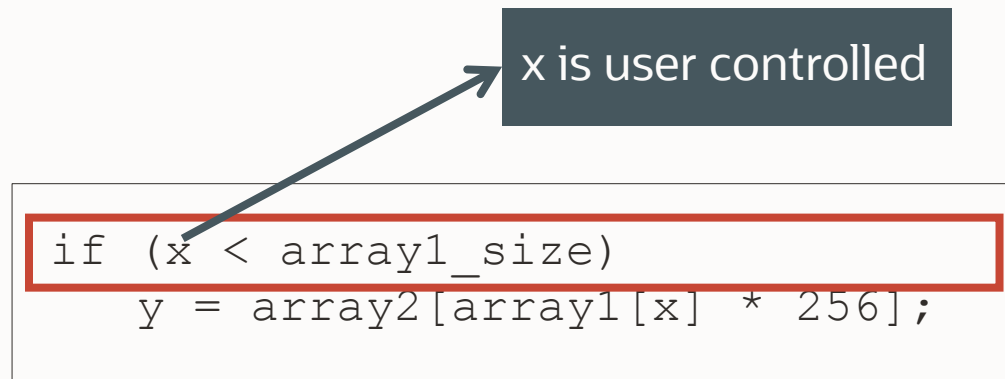 x is user controlled
if (x < array1_size)
y = array2[array1[x] * 256];